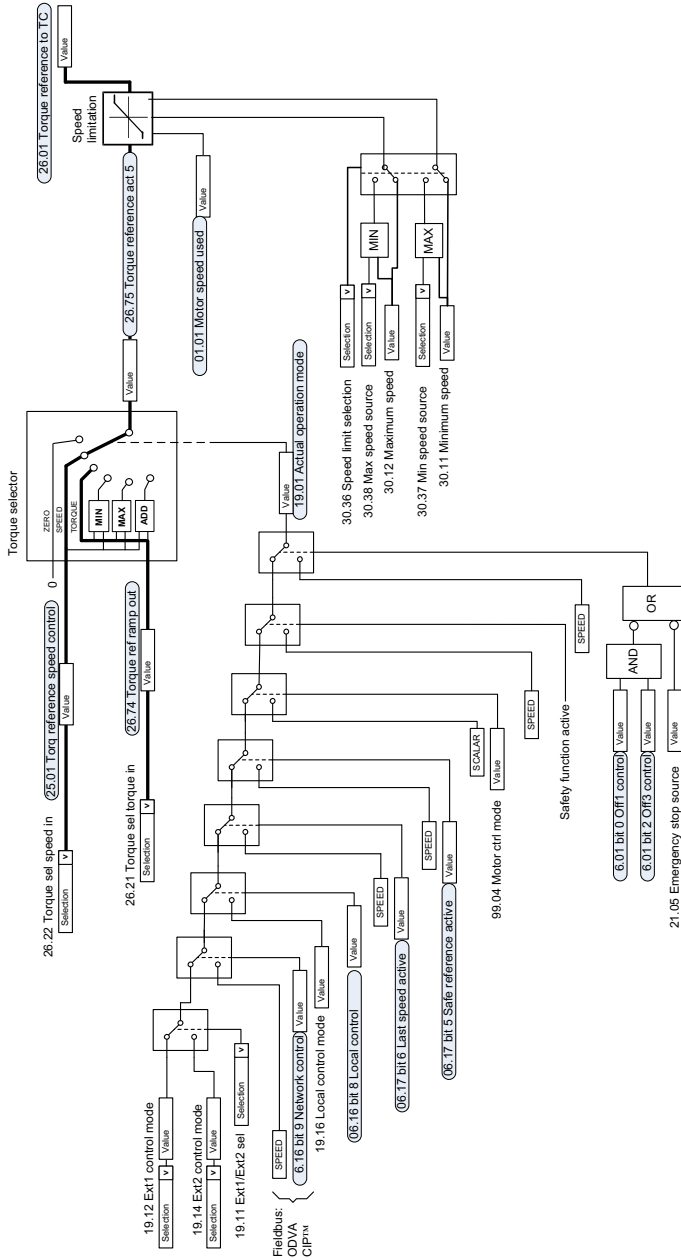 26.22 Torque sel speed in
Selection
v
25.01 Torq reference speed control
Value
26.21 Torque sel torque in
Selection
v
26.74 Torque ref ramp out
Value
0
Torque selector
ZERO
SPEED
TORQUE
MIN
MAX
ADD
Value
26.75 Torque reference act 5
Speed
limitation
26.01 Torque reference to TC
Value
01.01 Motor speed used
Value
19.12 Ext1 control mode
Selection
v
Value
19.14 Ext2 control mode
Selection
v
Value
19.11 Ext1/Ext2 sel
Selection
v
Fieldbus:
ODVA
CIP™
SPEED
6.16 bit 9 Network control
Value
19.16 Local control mode
Value
06.16 bit 8 Local control
Value
SPEED
06.17 bit 6 Last speed active
Value
SPEED
06.17 bit 5 Safe reference active
Value
SCALAR
99.04 Motor ctrl mode
Value
SPEED
Safety function active
SPEED
19.01 Actual operation mode
Value
6.01 bit 0 Off1 control
Value
6.01 bit 2 Off3 control
Value
AND
21.05 Emergency stop source
Value
OR
30.36 Speed limit selection
Selection
v
30.38 Max speed source
Selection
v
MIN
30.12 Maximum speed
Value
30.37 Min speed source
Selection
v
MAX
30.11 Minimum speed
Value